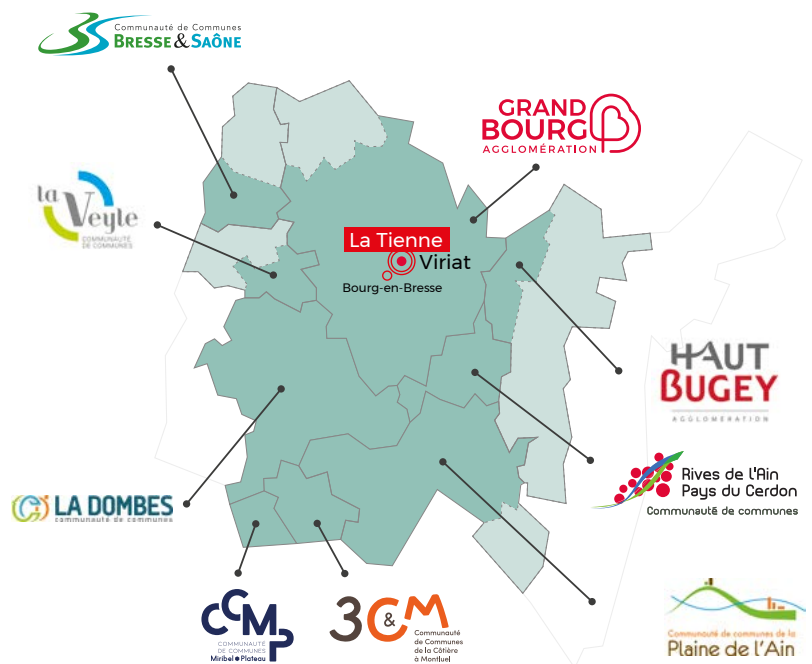 Communauté de Communes
BRESSE & SAÔNE
GRAND
BOURG
AGGLOMÉRATION
la
Veyle
COMMUNAUTÉ
DE COMMUNES
La Tienne
Viriat
Bourg-en-Bresse
HAUT
BUGEY
AGGLOMÉRATION
Rives de l'Ain
Pays du Cerdon
Communauté de communes
LA DOMBES
communauté de communes
CCMP
COMMUNAUTÉ
DE COMMUNES
Miribel • Plateau
3C&M
Communauté
de Communes
de la Côtière
à Montluel
Communauté de communes de la
Plaine de l'Ain